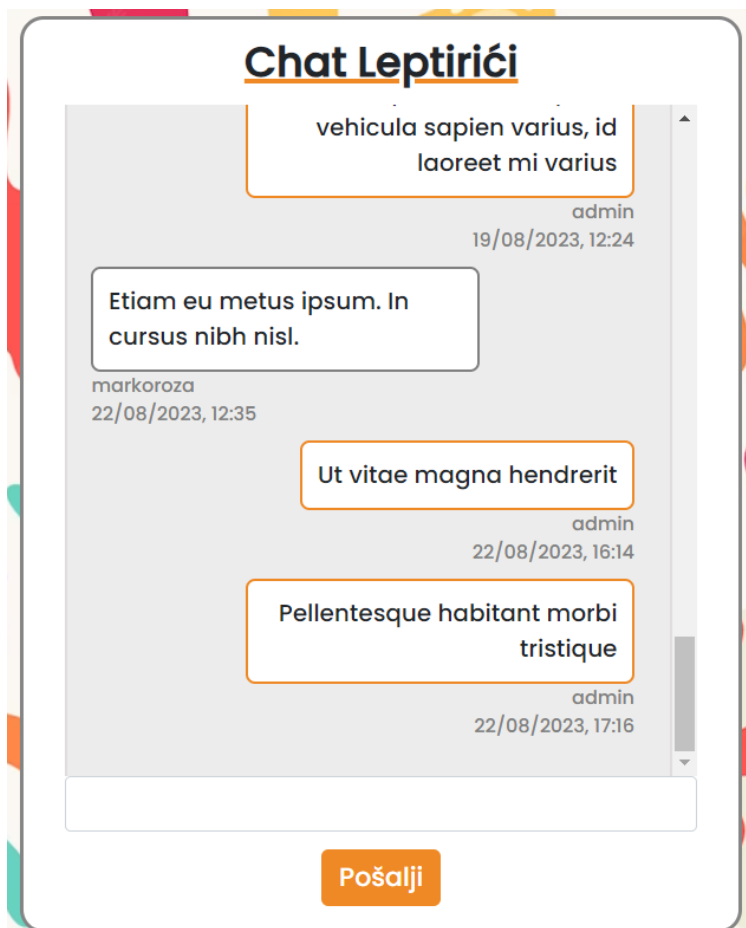 Chat Leptirići
vehicula sapien varius, id
laoreet mi varius
admin
19/08/2023, 12:24
Etiam eu metus ipsum. In
cursus nibh nisl.
markoroza
22/08/2023, 12:35
Ut vitae magna hendrerit
admin
22/08/2023, 16:14
Pellentesque habitant morbi
tristique
admin
22/08/2023, 17:16
Pošalji